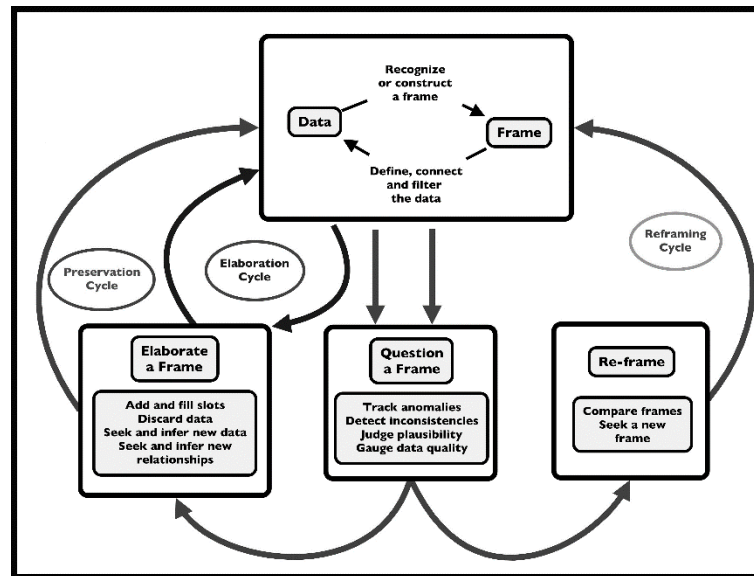 Recognize
or construct
a frame
Data
Frame
Define, connect
and filter
the data
Preservation
Cycle
Elaboration
Cycle
Reframing
Cycle
Elaborate
a Frame
Add and fill slots
Discard data
Seek and infer new data
Seek and infer new
relationships
Question
a Frame
Track anomalies
Detect inconsistencies
Judge plausibility
Gauge data quality
Re-frame
Compare frames
Seek a new
frame